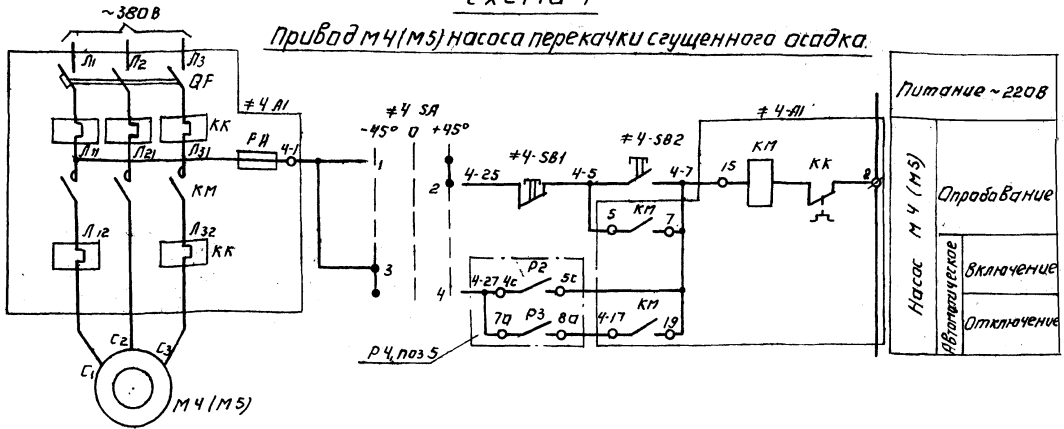 Схема 1
Привод М4(М5) насоса перекачки сгущенного осадка.
~380В
Л1 Л2 Л3
QF
≠4 А1
КК
Л11 Л21 Л31
4-1
КМ
Л12 Л32
КК
С1 С2 С3
М4(М5)
≠4 SA
-45° 0 +45°
1
2
3
4
4-25
≠4-SB1
4-5
≠4-SB2
4-7
≠4-А1
15
КМ
КК
2
5 КМ 7
4-27 4с Р2 5с
7а Р3 8а 4-17 КМ 19
Р4, поз 5
Питание ~220В
Насос М4 (М5)
Опрабавание
Автоматическое
Включение
Отключение